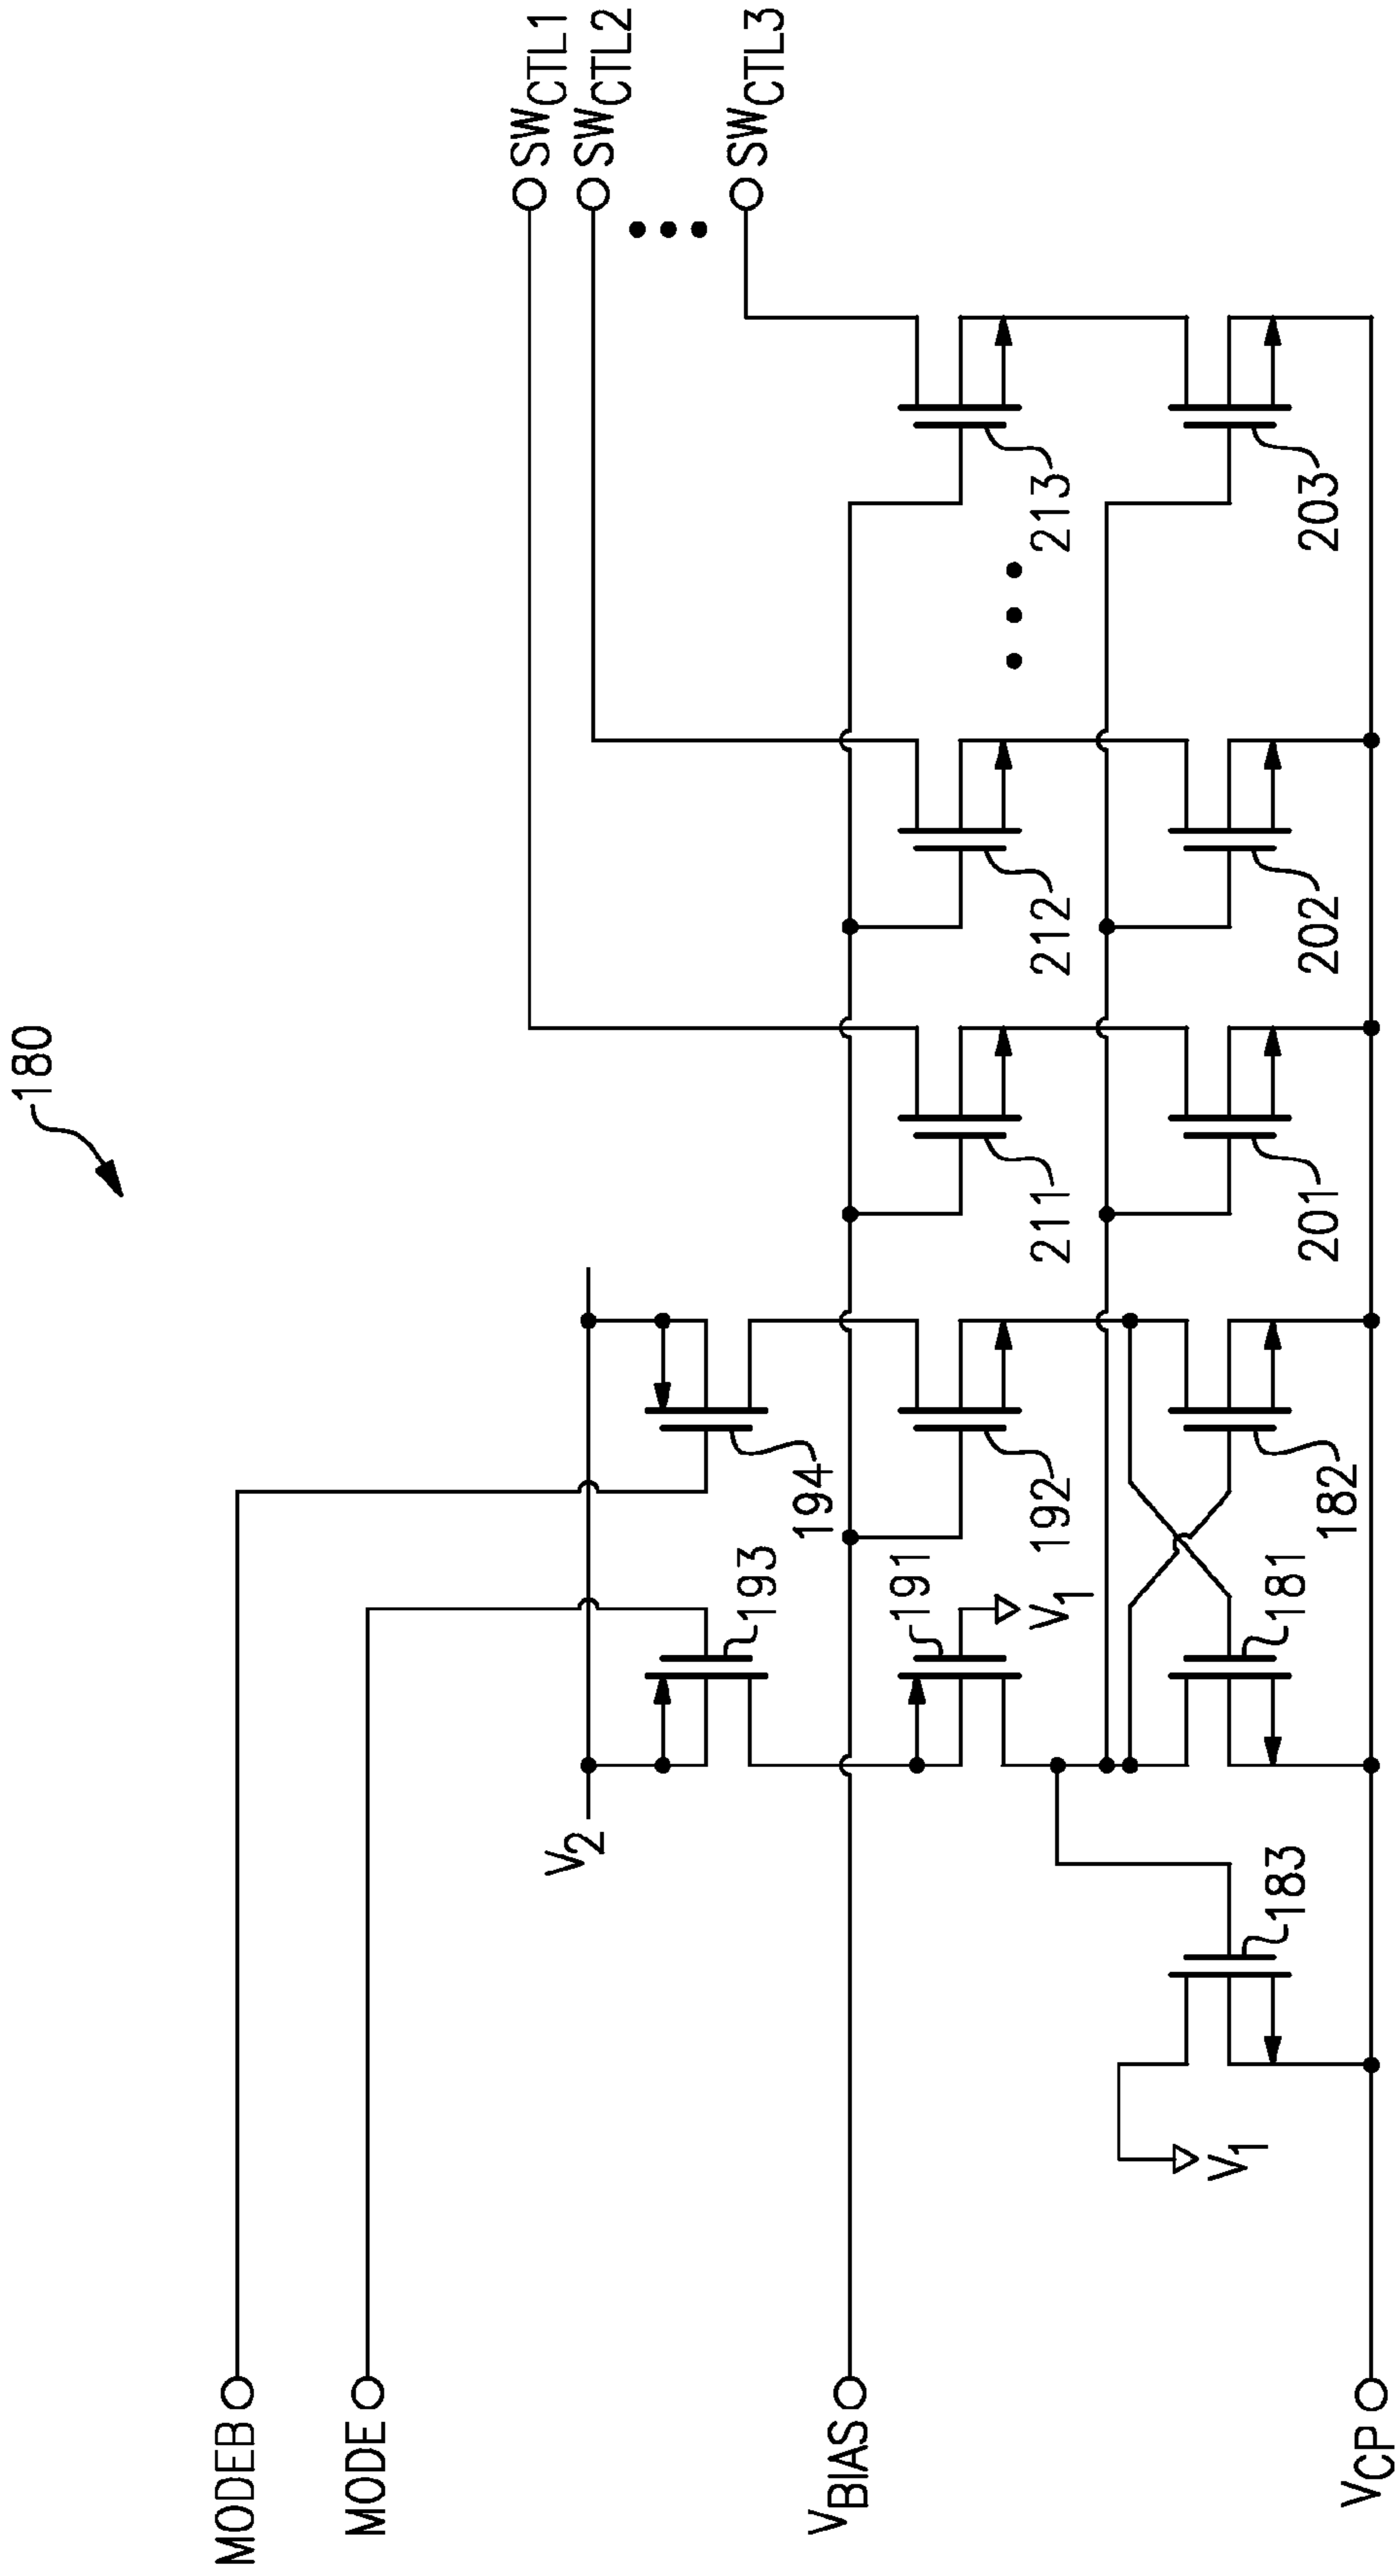 180
MODEB
MODE
V2
193
194
SWCTL1
SWCTL2
SWCTL3
VBIAS
191
V1
192
211
212
213
V1
183
181
182
201
202
203
VCP